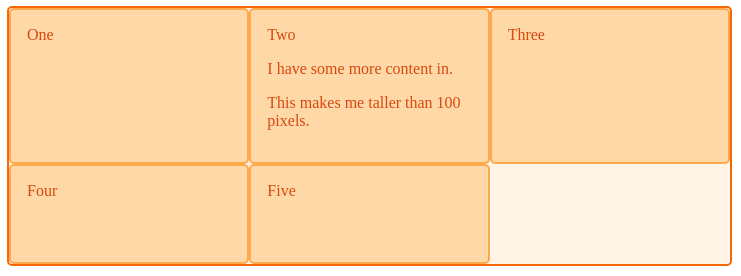 One
Two
I have some more content in.
This makes me taller than 100
pixels.
Three
Four
Five